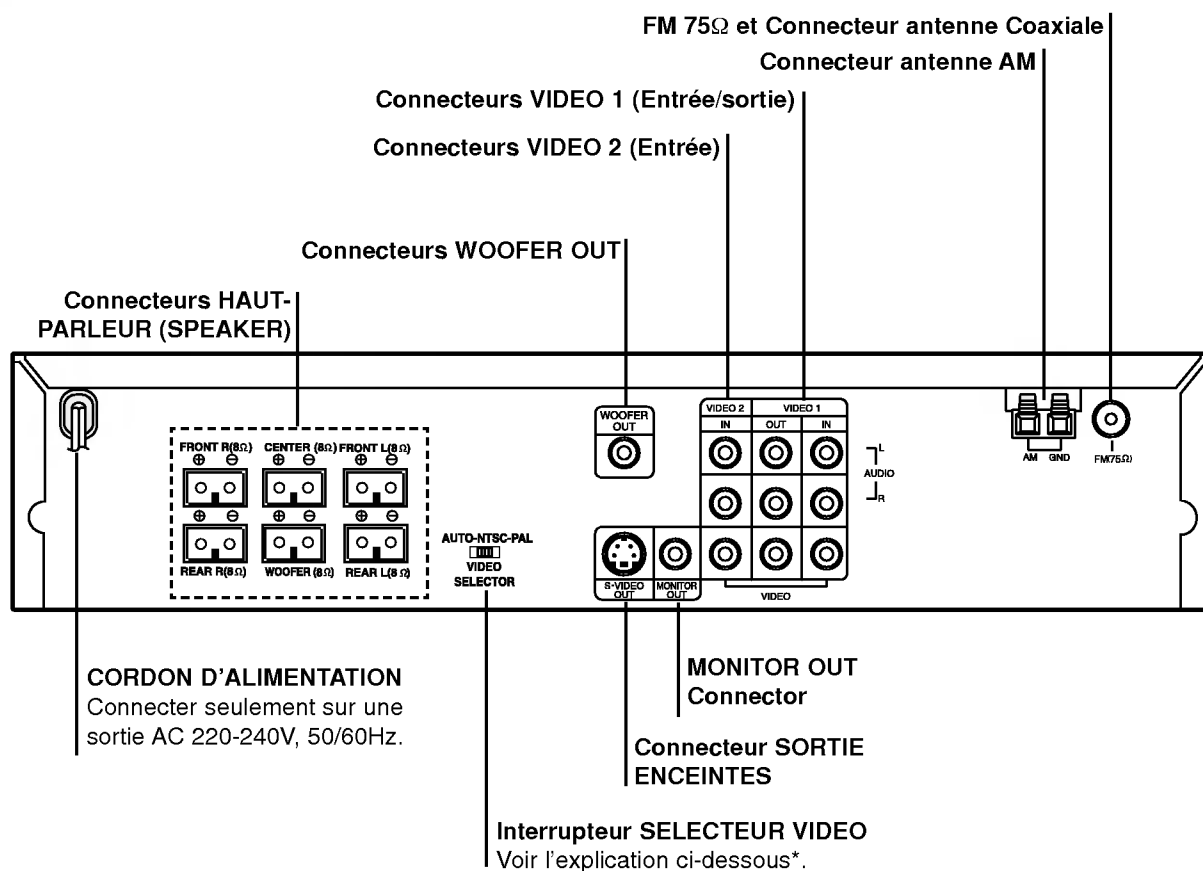 FM 75Ω et Connecteur antenne Coaxiale
Connecteur antenne AM
Connecteurs VIDEO 1 (Entrée/sortie)
Connecteurs VIDEO 2 (Entrée)
Connecteurs WOOFER OUT
Connecteurs HAUT-
PARLEUR (SPEAKER)
FRONT R(8Ω) CENTER (8Ω) FRONT L(8Ω)
⊕ ⊖ ⊕ ⊖ ⊕ ⊖
⊕ ⊖ ⊕ ⊖ ⊕ ⊖
REAR R(8Ω) WOOFER (8Ω) REAR L(8Ω)
AUTO-NTSC-PAL
VIDEO
SELECTOR
WOOFER
OUT
VIDEO 2 VIDEO 1
IN OUT IN
L
AUDIO
R
S-VIDEO
OUT
MONITOR
OUT
VIDEO
AM GND
FM(75Ω)
CORDON D'ALIMENTATION
Connecter seulement sur une
sortie AC 220-240V, 50/60Hz.
MONITOR OUT
Connector
Connecteur SORTIE
ENCEINTES
Interrupteur SELECTEUR VIDEO
Voir l'explication ci-dessous*.